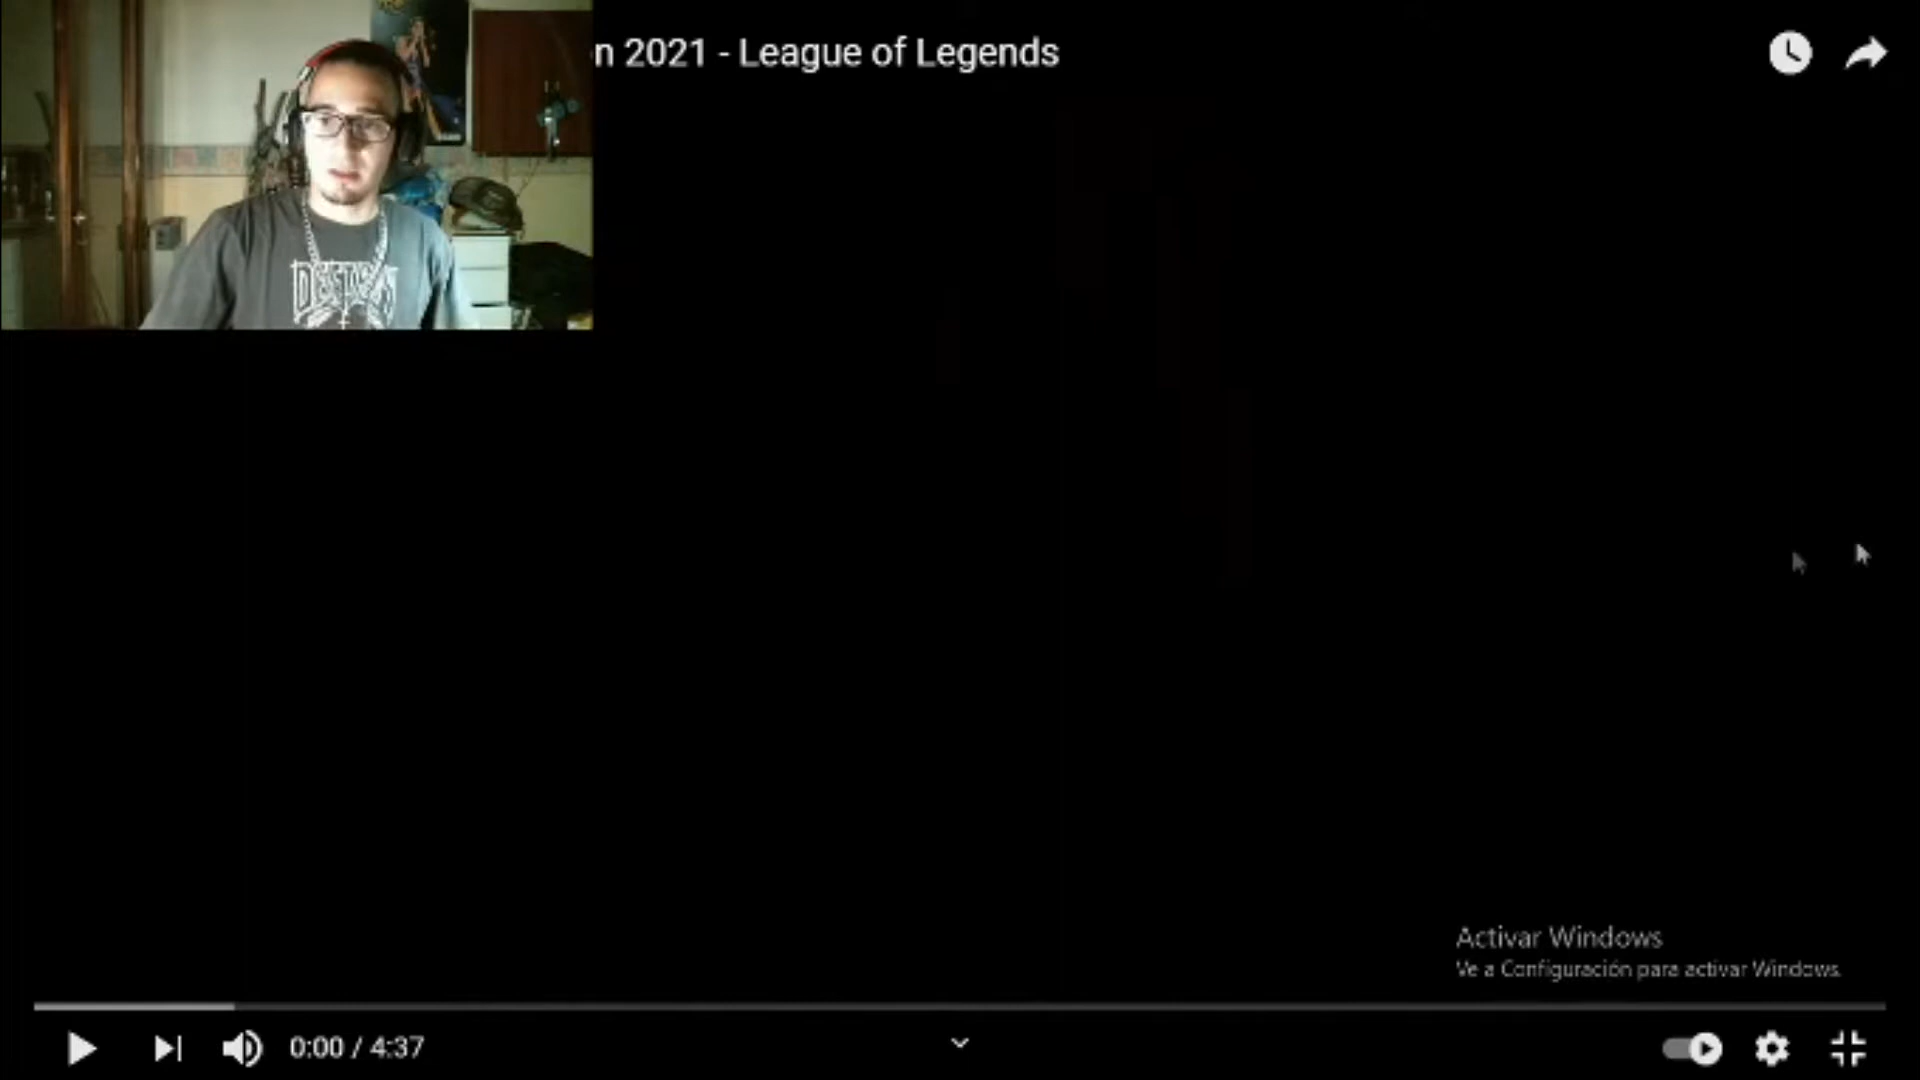 n 2021 - League of Legends
Activar Windows
Ve a Configuración para activar Windows.
0:00 / 4:37